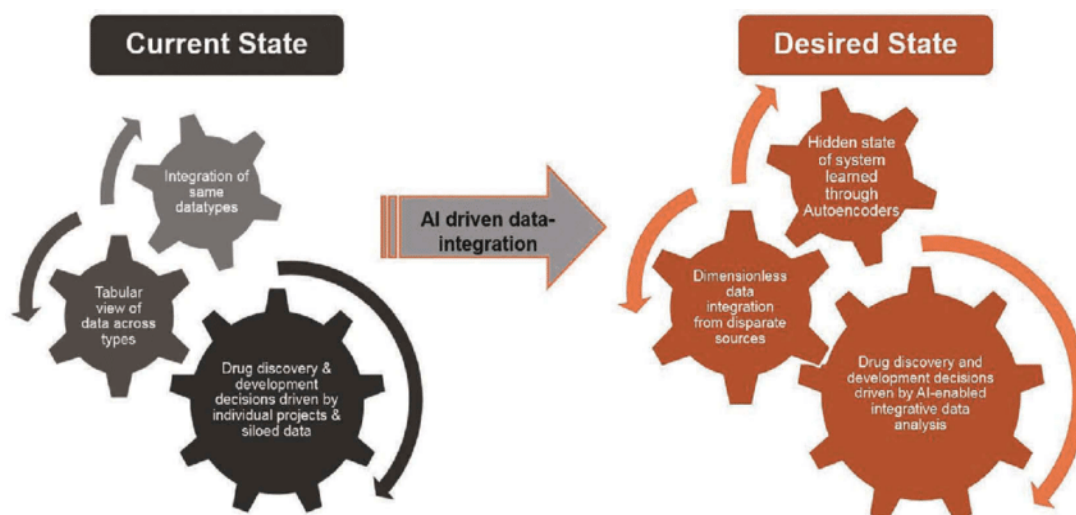 Current State
Integration of
same
datatypes
Tabular
view of
data across
types
Drug discovery &
development
decisions driven by
individual projects &
siloed data
AI driven data-
integration
Desired State
Hidden state
of system
learned
through
Autoencoders
Dimensionless
data
integration
from disparate
sources
Drug discovery and
development decisions
driven by AI-enabled
integrative data
analysis